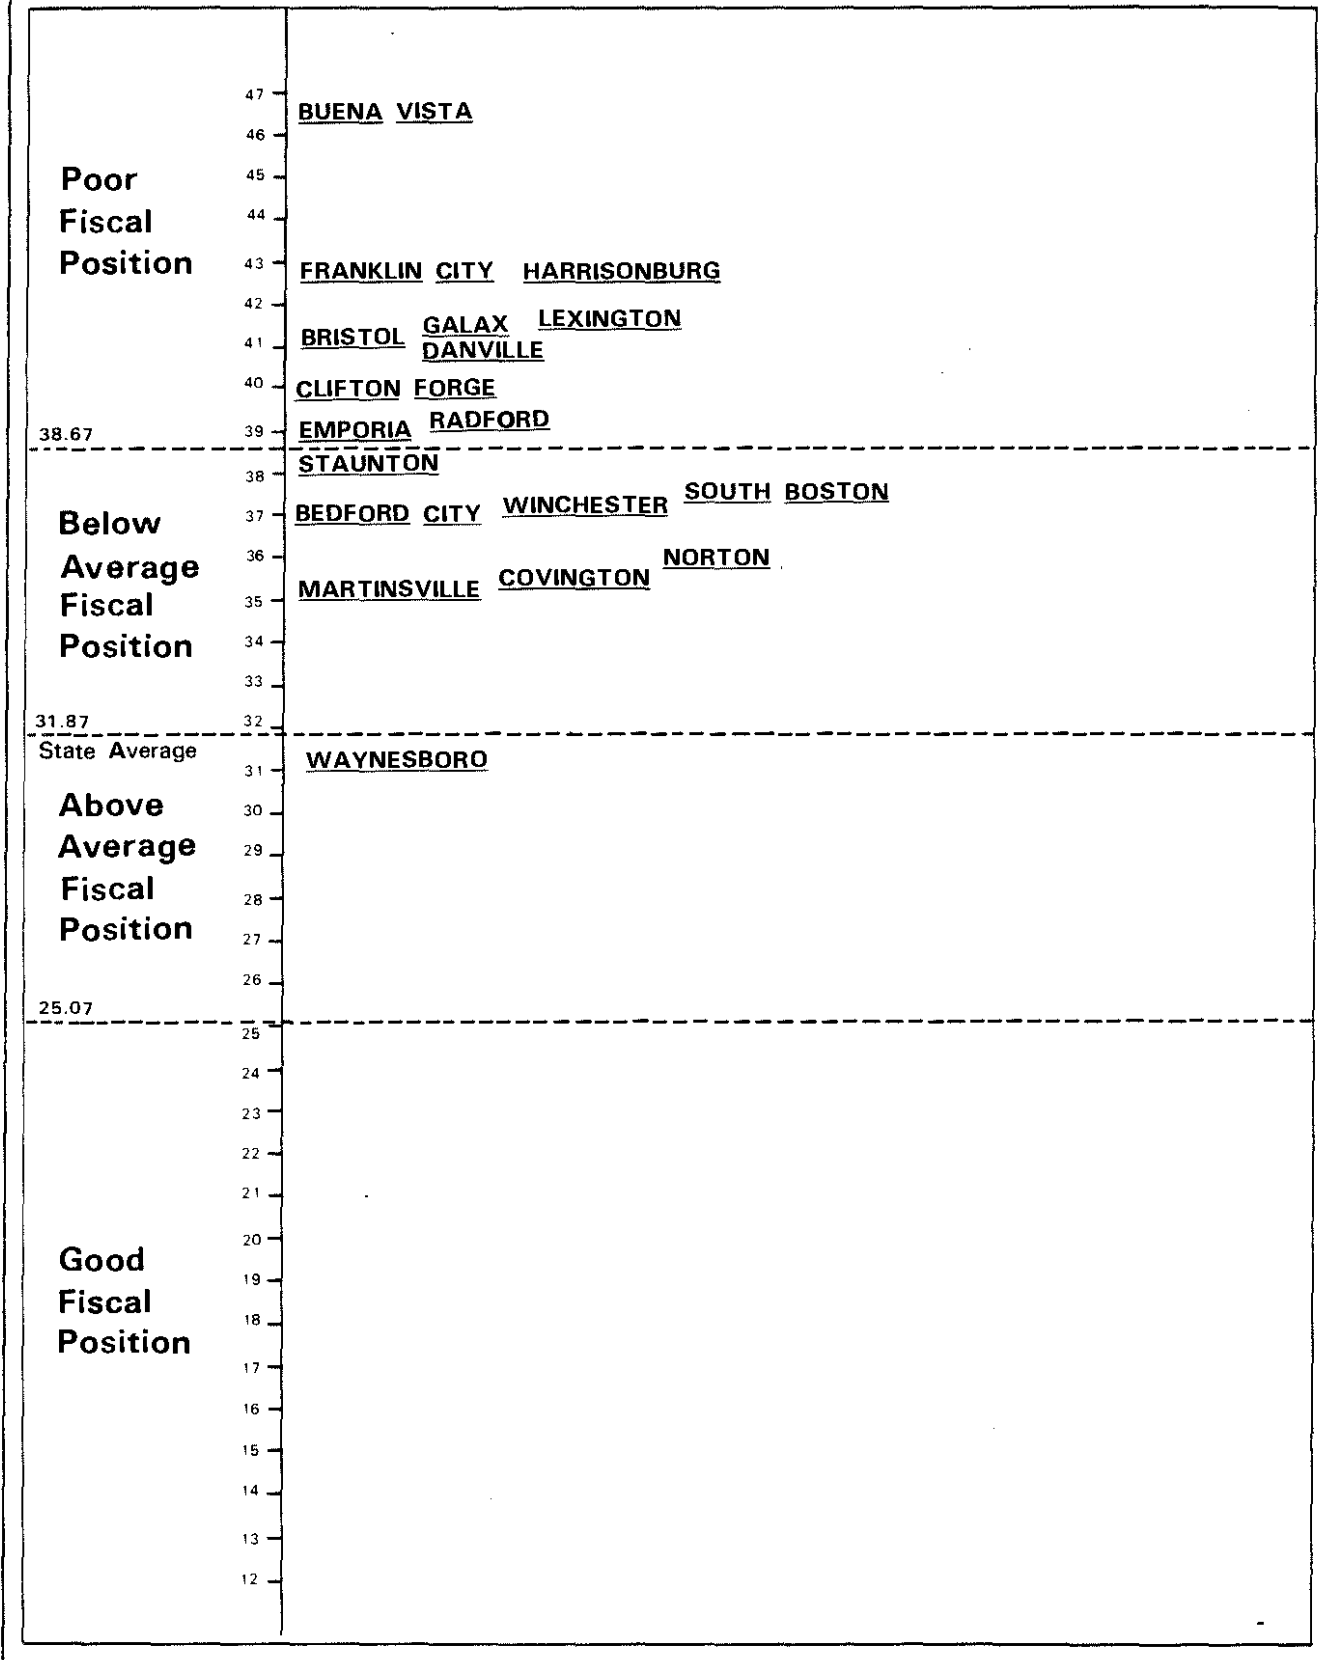 47
BUENA VISTA
46
Poor
45
Fiscal
44
Position
43
FRANKLIN CITY HARRISONBURG
42
BRISTOL GALAX LEXINGTON
41
DANVILLE
40
CLIFTON FORGE
38.67
39
EMPORIA RADFORD
STAUNTON
38
Below
37
BEDFORD CITY WINCHESTER SOUTH BOSTON
Average
36
NORTON
Fiscal
35
MARTINSVILLE COVINGTON
Position
34
33
31.87
32
State Average
31
WAYNESBORO
Above
30
Average
29
Fiscal
28
Position
27
26
25.07
25
24
23
22
21
20
Good
19
Fiscal
18
Position
17
16
15
14
13
12